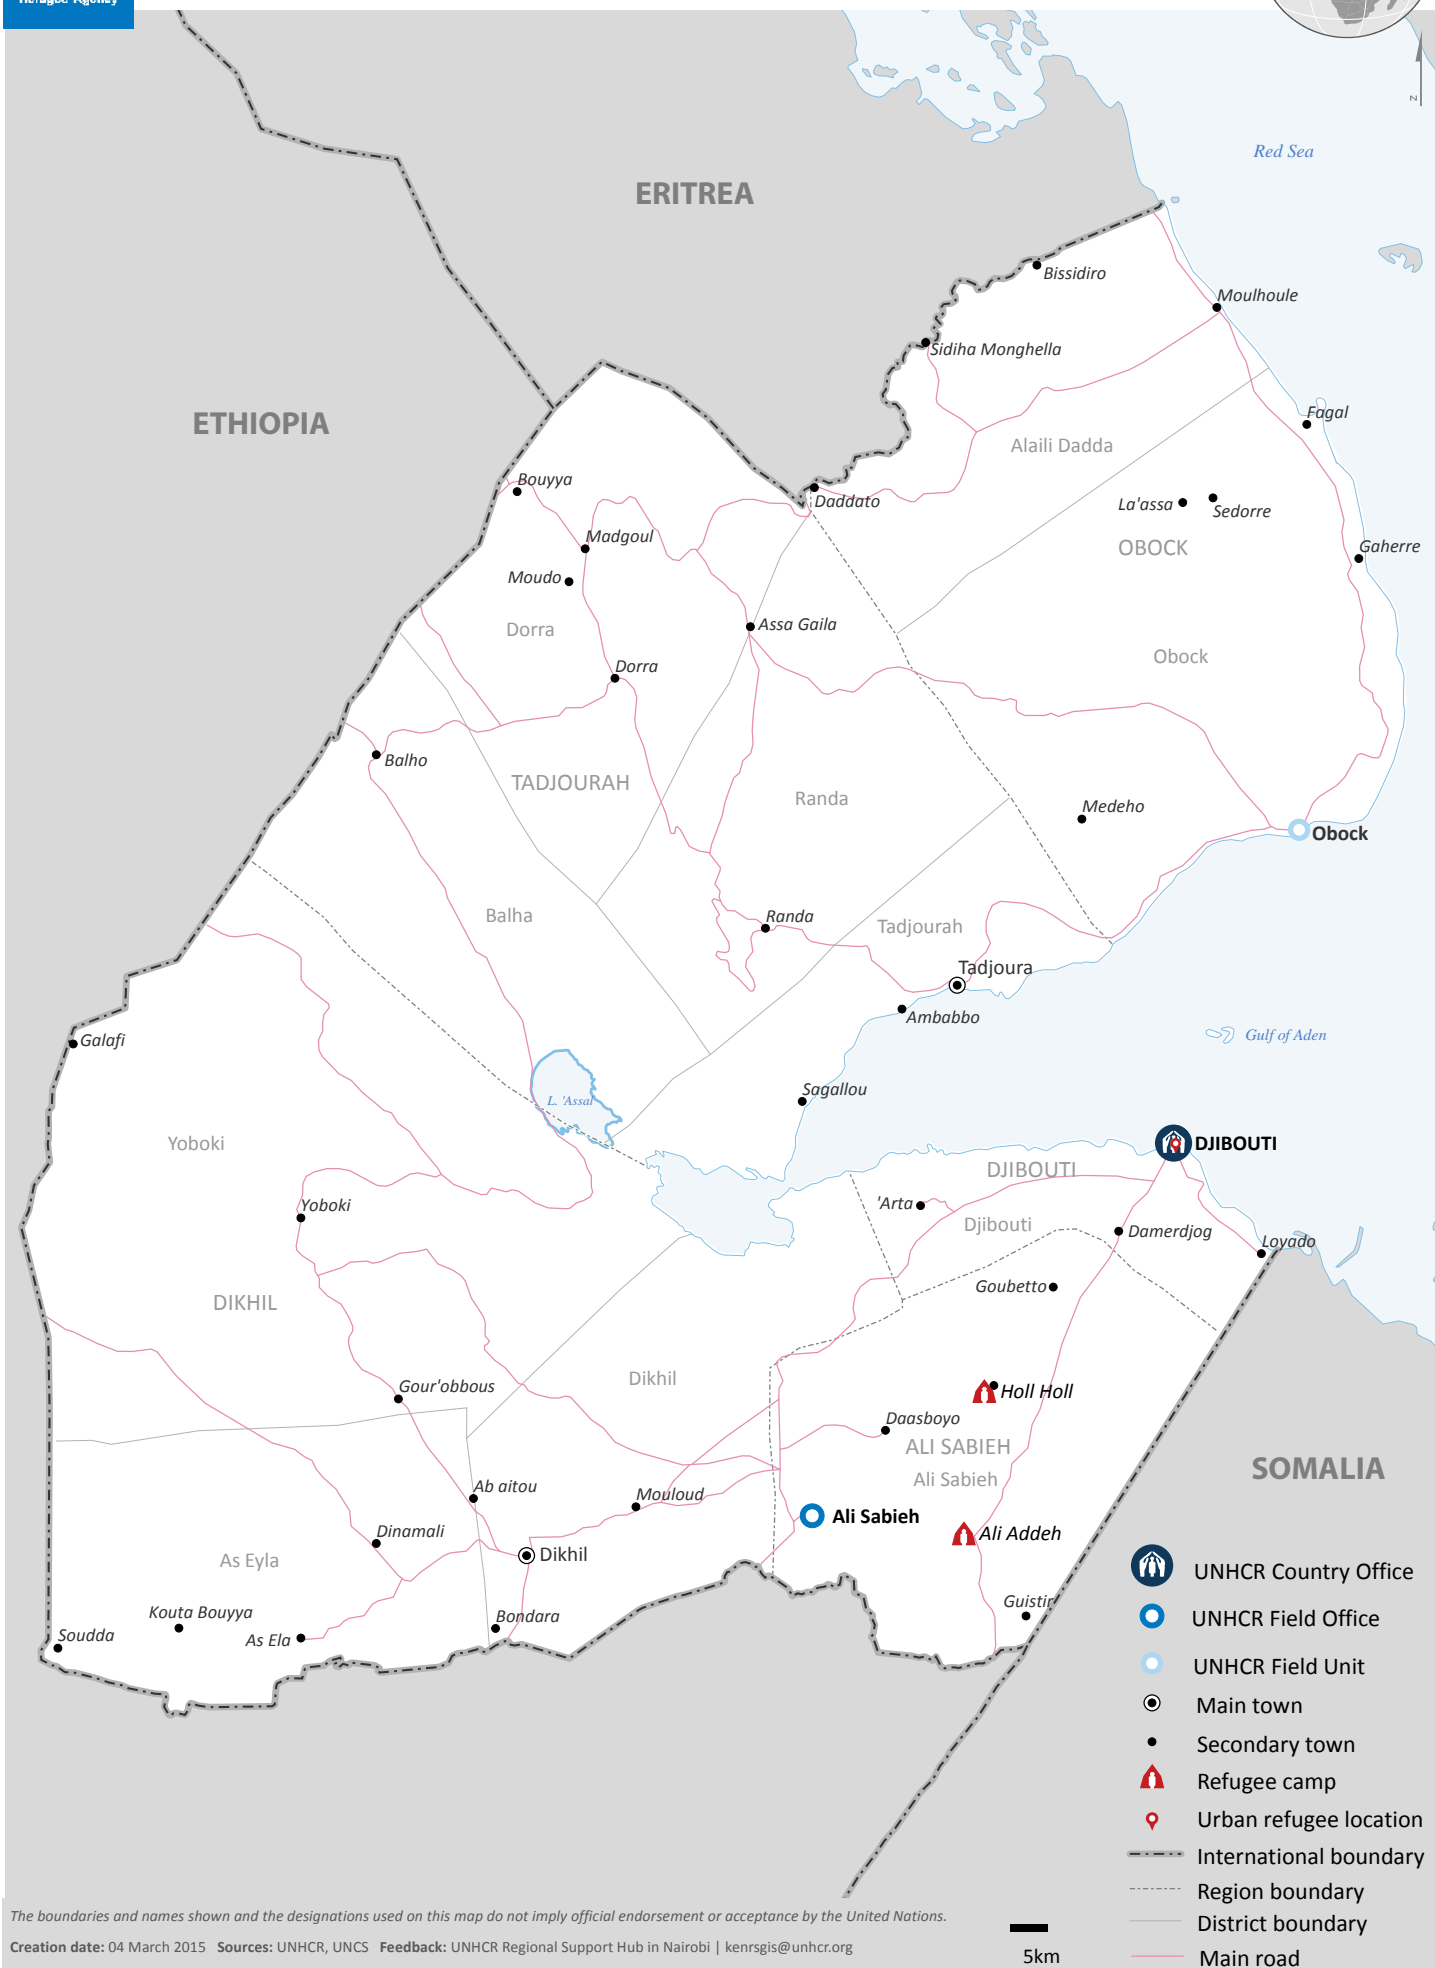 Refugee Agency
N
Red Sea
ERITREA
Bissidiro
Moulhoule
Sidiha Monghella
ETHIOPIA
Fagal
Alaili Dadda
Bouyya
Daddato
La'assa
Sedorre
Madgoul
OBOCK
Gaherre
Moudo
Dorra
Assa Gaila
Obock
Dorra
Balho
TADJOURAH
Randa
Medeho
Obock
Balha
Randa
Tadjourah
Tadjoura
Ambabbo
Galafi
Gulf of Aden
Sagallou
L. 'Assal
Yoboki
DJIBOUTI
DJIBOUTI
'Arta
Yoboki
Djibouti
Damerdjog
Loyado
Goubetto
DIKHIL
Dikhil
Gour'obbous
Holl Holl
Daasboyo
ALI SABIEH
SOMALIA
Ali Sabieh
Ab aitou
Mouloud
Ali Sabieh
Dinamali
Ali Addeh
As Eyla
Dikhil
UNHCR Country Office
Guistir
Kouta Bouyya
Bondara
UNHCR Field Office
Soudda
As Ela
UNHCR Field Unit
Main town
Secondary town
Refugee camp
Urban refugee location
International boundary
Region boundary
District boundary
Main road
The boundaries and names shown and the designations used on this map do not imply official endorsement or acceptance by the United Nations.
Creation date: 04 March 2015 Sources: UNHCR, UNCS Feedback: UNHCR Regional Support Hub in Nairobi | kenrsgis@unhcr.org
5km